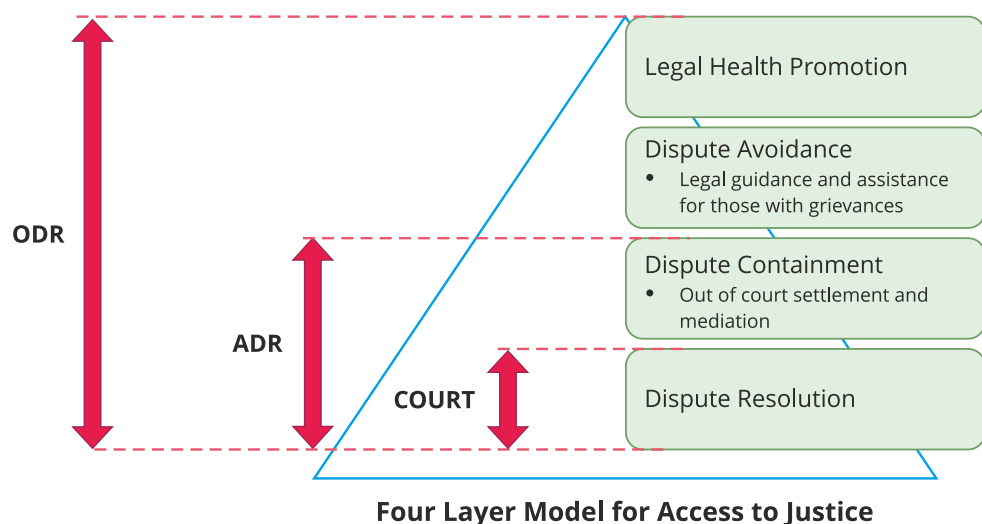 Legal Health Promotion
Dispute Avoidance
• Legal guidance and assistance
for those with grievances
ODR
Dispute Containment
• Out of court settlement and
mediation
ADR
COURT
Dispute Resolution
Four Layer Model for Access to Justice